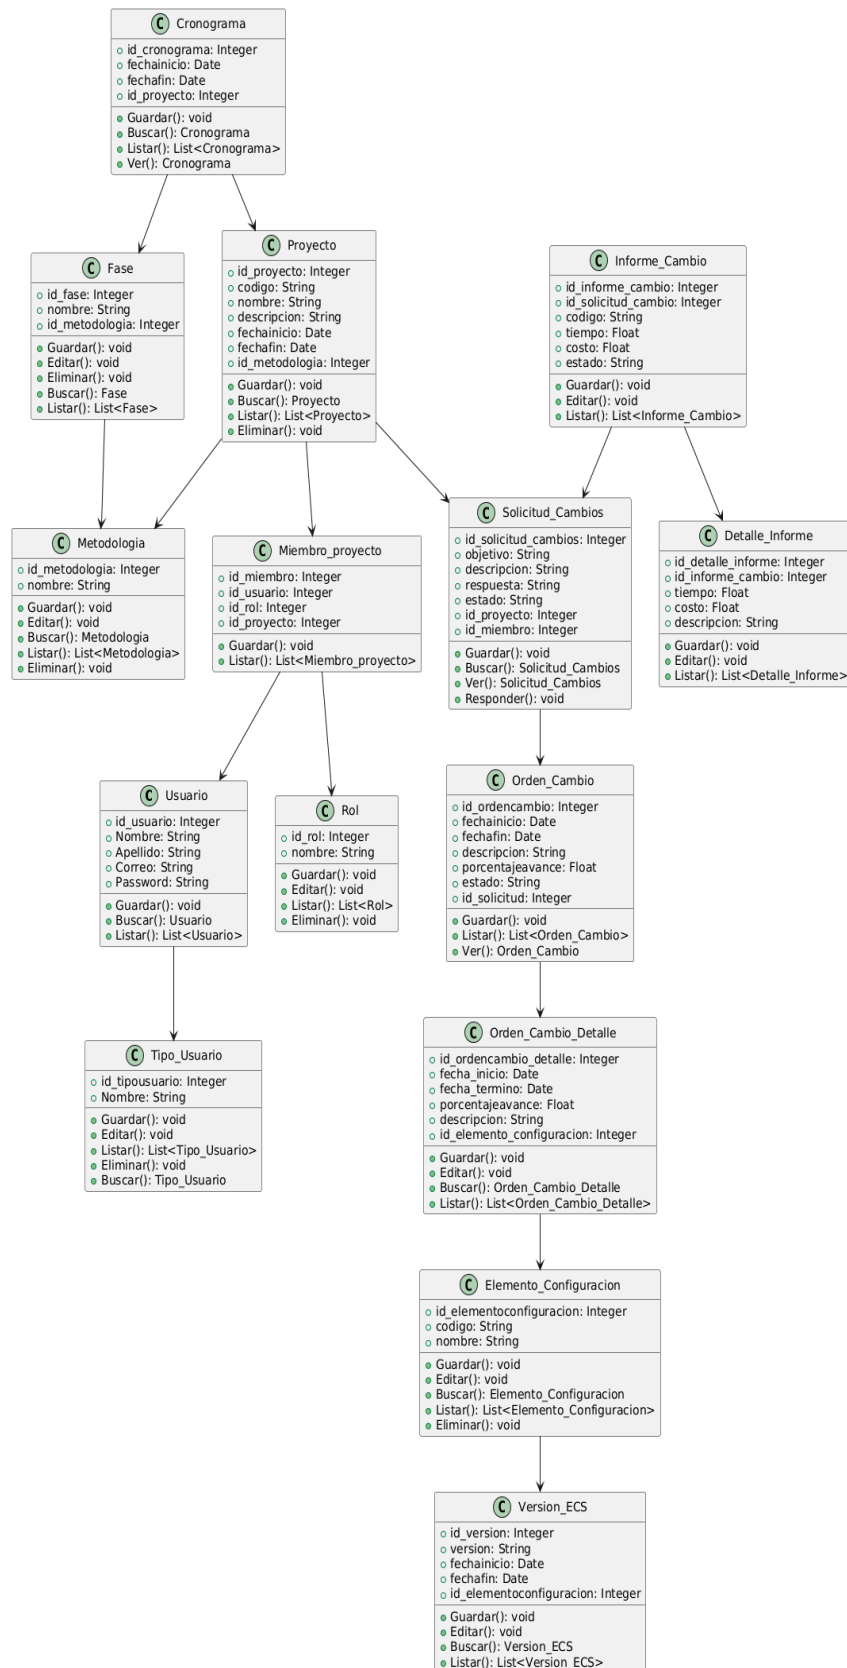 C Cronograma
id_cronograma: Integer
fechainicio: Date
fechafin: Date
id_proyecto: Integer
Guardar(): void
Buscar(): Cronograma
Listar(): List<Cronograma>
Ver(): Cronograma
C Fase
id_fase: Integer
nombre: String
id_metodologia: Integer
Guardar(): void
Editar(): void
Eliminar(): void
Buscar(): Fase
Listar(): List<Fase>
C Proyecto
id_proyecto: Integer
codigo: String
nombre: String
descripcion: String
fechainicio: Date
fechafin: Date
id_metodologia: Integer
Guardar(): void
Buscar(): Proyecto
Listar(): List<Proyecto>
Eliminar(): void
C Informe_Cambio
id_informe_cambio: Integer
id_solicitud_cambio: Integer
codigo: String
tiempo: Float
costo: Float
estado: String
Guardar(): void
Editar(): void
Listar(): List<Informe_Cambio>
C Metodologia
id_metodologia: Integer
nombre: String
Guardar(): void
Editar(): void
Buscar(): Metodologia
Listar(): List<Metodologia>
Eliminar(): void
C Miembro_proyecto
id_miembro: Integer
id_usuario: Integer
id_rol: Integer
id_proyecto: Integer
Guardar(): void
Listar(): List<Miembro_proyecto>
C Solicitud_Cambios
id_solicitud_cambios: Integer
objetivo: String
descripcion: String
respuesta: String
estado: String
id_proyecto: Integer
id_miembro: Integer
Guardar(): void
Buscar(): Solicitud_Cambios
Ver(): Solicitud_Cambios
Responder(): void
C Detalle_Informe
id_detalle_informe: Integer
id_informe_cambio: Integer
tiempo: Float
costo: Float
descripcion: String
Guardar(): void
Editar(): void
Listar(): List<Detalle_Informe>
C Usuario
id_usuario: Integer
Nombre: String
Apellido: String
Correo: String
Password: String
Guardar(): void
Buscar(): Usuario
Listar(): List<Usuario>
C Rol
id_rol: Integer
nombre: String
Guardar(): void
Editar(): void
Listar(): List<Rol>
Eliminar(): void
C Orden_Cambio
id_ordencambio: Integer
fechainicio: Date
fechafin: Date
descripcion: String
porcentajeavance: Float
estado: String
id_solicitud: Integer
Guardar(): void
Listar(): List<Orden_Cambio>
Ver(): Orden_Cambio
C Tipo_Usuario
id_tipousuario: Integer
Nombre: String
Guardar(): void
Editar(): void
Listar(): List<Tipo_Usuario>
Eliminar(): void
Buscar(): Tipo_Usuario
C Orden_Cambio_Detalle
id_ordencambio_detalle: Integer
fecha_inicio: Date
fecha_termino: Date
porcentajeavance: Float
descripcion: String
id_elemento_configuracion: Integer
Guardar(): void
Editar(): void
Buscar(): Orden_Cambio_Detalle
Listar(): List<Orden_Cambio_Detalle>
C Elemento_Configuracion
id_elementoconfiguracion: Integer
codigo: String
nombre: String
Guardar(): void
Editar(): void
Buscar(): Elemento_Configuracion
Listar(): List<Elemento_Configuracion>
Eliminar(): void
C Version_ECS
id_version: Integer
version: String
fechainicio: Date
fechafin: Date
id_elementoconfiguracion: Integer
Guardar(): void
Editar(): void
Buscar(): Version_ECS
Listar(): List<Version_ECS>